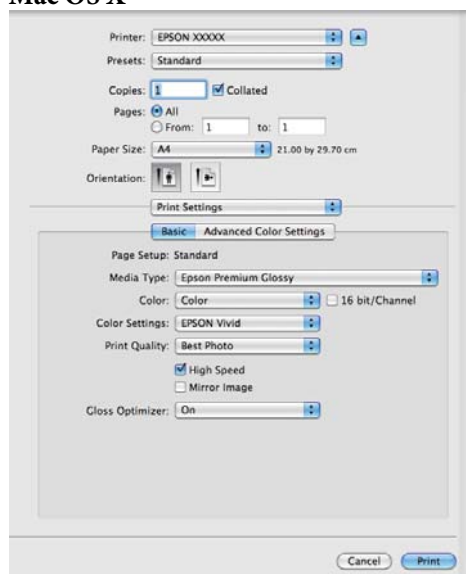 Mac OS X
Printer: EPSON XXXXX
Presets: Standard
Copies: 1 Collated
Pages: All
From: 1 to: 1
Paper Size: A4 21.00 by 29.70 cm
Orientation:
Print Settings
Basic Advanced Color Settings
Page Setup: Standard
Media Type: Epson Premium Glossy
Color: Color 16 bit/Channel
Color Settings: EPSON Vivid
Print Quality: Best Photo
High Speed
Mirror Image
Gloss Optimizer: On
Cancel Print